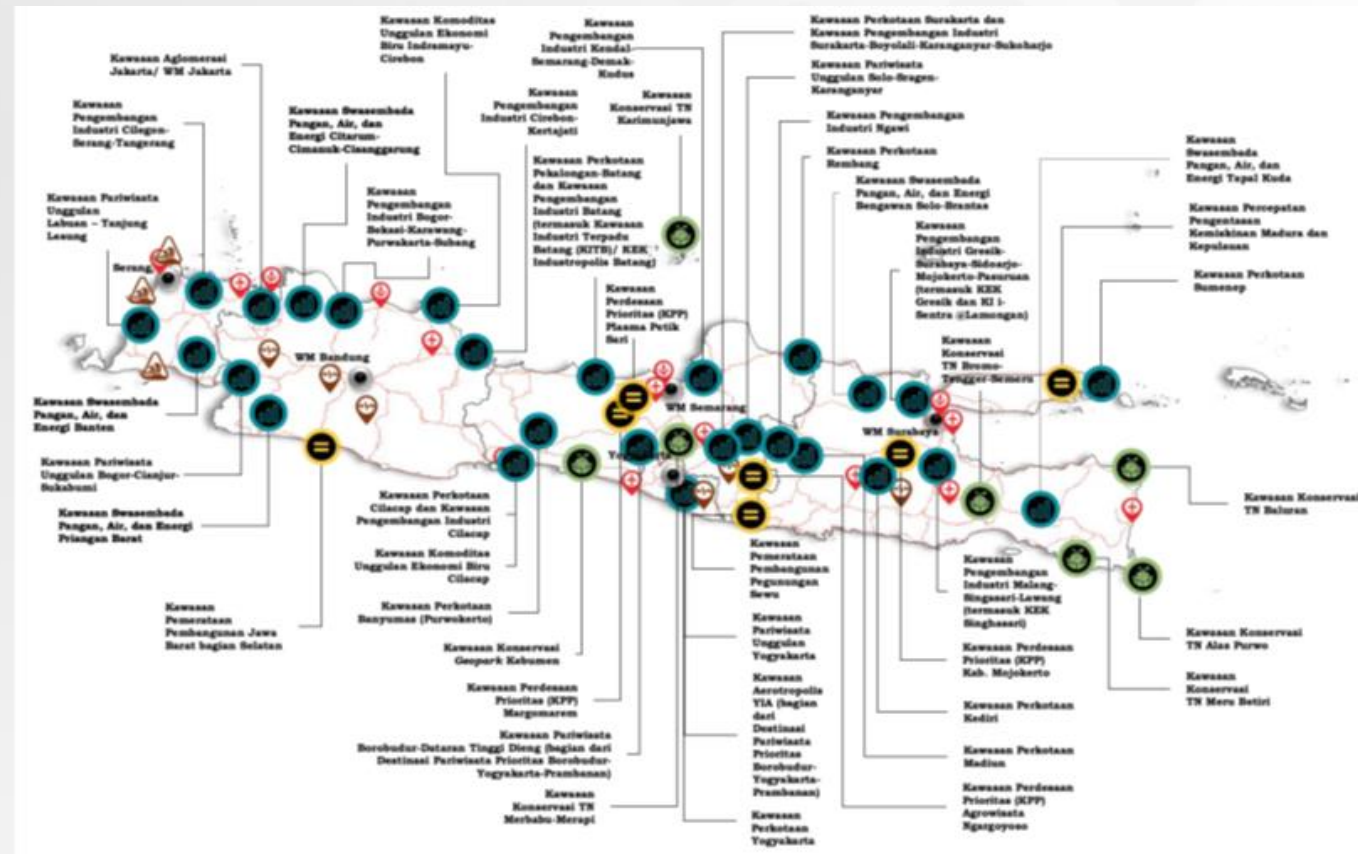 Kawasan Aglomerasi
Jakarta/ WM Jakarta
Kawasan
Pengembangan
Industri Cilegon-
Serang-Tangerang
Kawasan Pariwisata
Unggulan
Labuan – Tanjung
Lesung
Serang
Kawasan Komoditas
Unggulan Ekonomi
Biru Indramayu-
Cirebon
Kawasan Swasembada
Pangan, Air, dan
Energi Citarum-
Cimanuk-Cisanggarung
Kawasan
Pengembangan
Industri Bogor-
Bekasi-Karawang-
Purwakarta-Subang
Kawasan
Pengembangan
Industri Kendal-
Semarang-Demak-
Kudus
Kawasan
Pengembangan
Industri Cirebon-
Kertajati
Kawasan
Konservasi TN
Karimunjawa
Kawasan Perkotaan
Pekalongan-Batang
dan Kawasan
Pengembangan
Industri Batang
(termasuk Kawasan
Industri Terpadu
Batang (KITB)/ KEK
Industropolis Batang)
Kawasan
Perdesaan
Prioritas (KPP)
Plasma Petik
Sari
Kawasan Perkotaan Surakarta dan
Kawasan Pengembangan Industri
Surakarta-Boyolali-Karanganyar-Sukoharjo
Kawasan Pariwisata
Unggulan Solo-Sragen-
Karanganyar
Kawasan Pengembangan
Industri Ngawi
Kawasan Perkotaan
Rembang
Kawasan Swasembada
Pangan, Air, dan Energi
Bengawan Solo-Brantas
Kawasan
Pengembangan
Industri Gresik-
Surabaya-Sidoarjo-
Mojokerto-Pasuruan
(termasuk KEK
Gresik dan KI i-
Sentra @Lamongan)
Kawasan
Konservasi
TN Bromo-
Tengger-Semeru
Kawasan
Swasembada
Pangan, Air, dan
Energi Tapal Kuda
Kawasan Percepatan
Pengentasan
Kemiskinan Madura dan
Kepulauan
Kawasan Perkotaan
Sumenep
WM Bandung
WM Semarang
Yogyakarta
WM Surabaya
Kawasan Swasembada
Pangan, Air, dan
Energi Banten
Kawasan Pariwisata
Unggulan Bogor-Cianjur-
Sukabumi
Kawasan Swasembada
Pangan, Air, dan Energi
Priangan Barat
Kawasan
Pemerataan
Pembangunan Jawa
Barat bagian Selatan
Kawasan Perkotaan
Cilacap dan Kawasan
Pengembangan Industri
Cilacap
Kawasan Komoditas
Unggulan Ekonomi Biru
Cilacap
Kawasan Perkotaan
Banyumas (Purwokerto)
Kawasan Konservasi
Geopark Kebumen
Kawasan Perdesaan
Prioritas (KPP)
Margomarem
Kawasan Pariwisata
Borobudur-Dataran Tinggi Dieng (bagian dari
Destinasi Pariwisata Prioritas Borobudur-
Yogyakarta-Prambanan)
Kawasan
Konservasi TN
Merbabu-Merapi
Kawasan
Pemerataan
Pembangunan
Pegunungan
Sewu
Kawasan
Pariwisata
Unggulan
Yogyakarta
Kawasan
Aerotropolis
YIA (bagian
dari
Destinasi
Pariwisata
Prioritas
Borobudur-
Yogyakarta-
Prambanan)
Kawasan
Perkotaan
Yogyakarta
Kawasan
Pengembangan
Industri Malang-
Singasari-Lawang
(termasuk KEK
Singhasari)
Kawasan Perdesaan
Prioritas (KPP)
Kab. Mojokerto
Kawasan Perkotaan
Kediri
Kawasan Perkotaan
Madiun
Kawasan Perdesaan
Prioritas (KPP)
Agrowisata
Ngargoyoso
Kawasan Konservasi
TN Baluran
Kawasan Konservasi
TN Alas Purwo
Kawasan
Konservasi
TN Meru Betiri